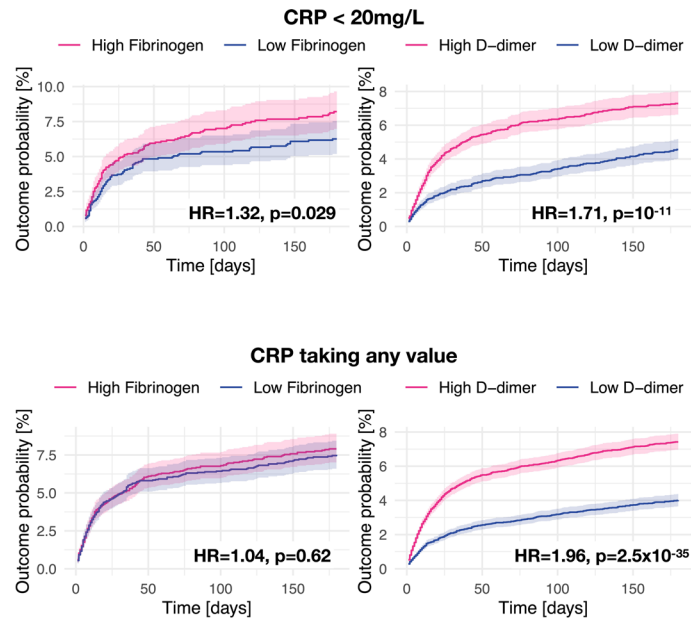 CRP < 20mg/L
High Fibrinogen Low Fibrinogen
High D−dimer Low D−dimer
Outcome probability [%]
10.0
7.5
5.0
2.5
0.0
HR=1.32, p=0.029
0 50 100 150
Time [days]
Outcome probability [%]
8
6
4
2
0
HR=1.71, p=10⁻¹¹
0 50 100 150
Time [days]
CRP taking any value
High Fibrinogen Low Fibrinogen
High D−dimer Low D−dimer
Outcome probability [%]
7.5
5.0
2.5
0.0
HR=1.04, p=0.62
0 50 100 150
Time [days]
Outcome probability [%]
8
6
4
2
0
HR=1.96, p=2.5x10⁻³⁵
0 50 100 150
Time [days]